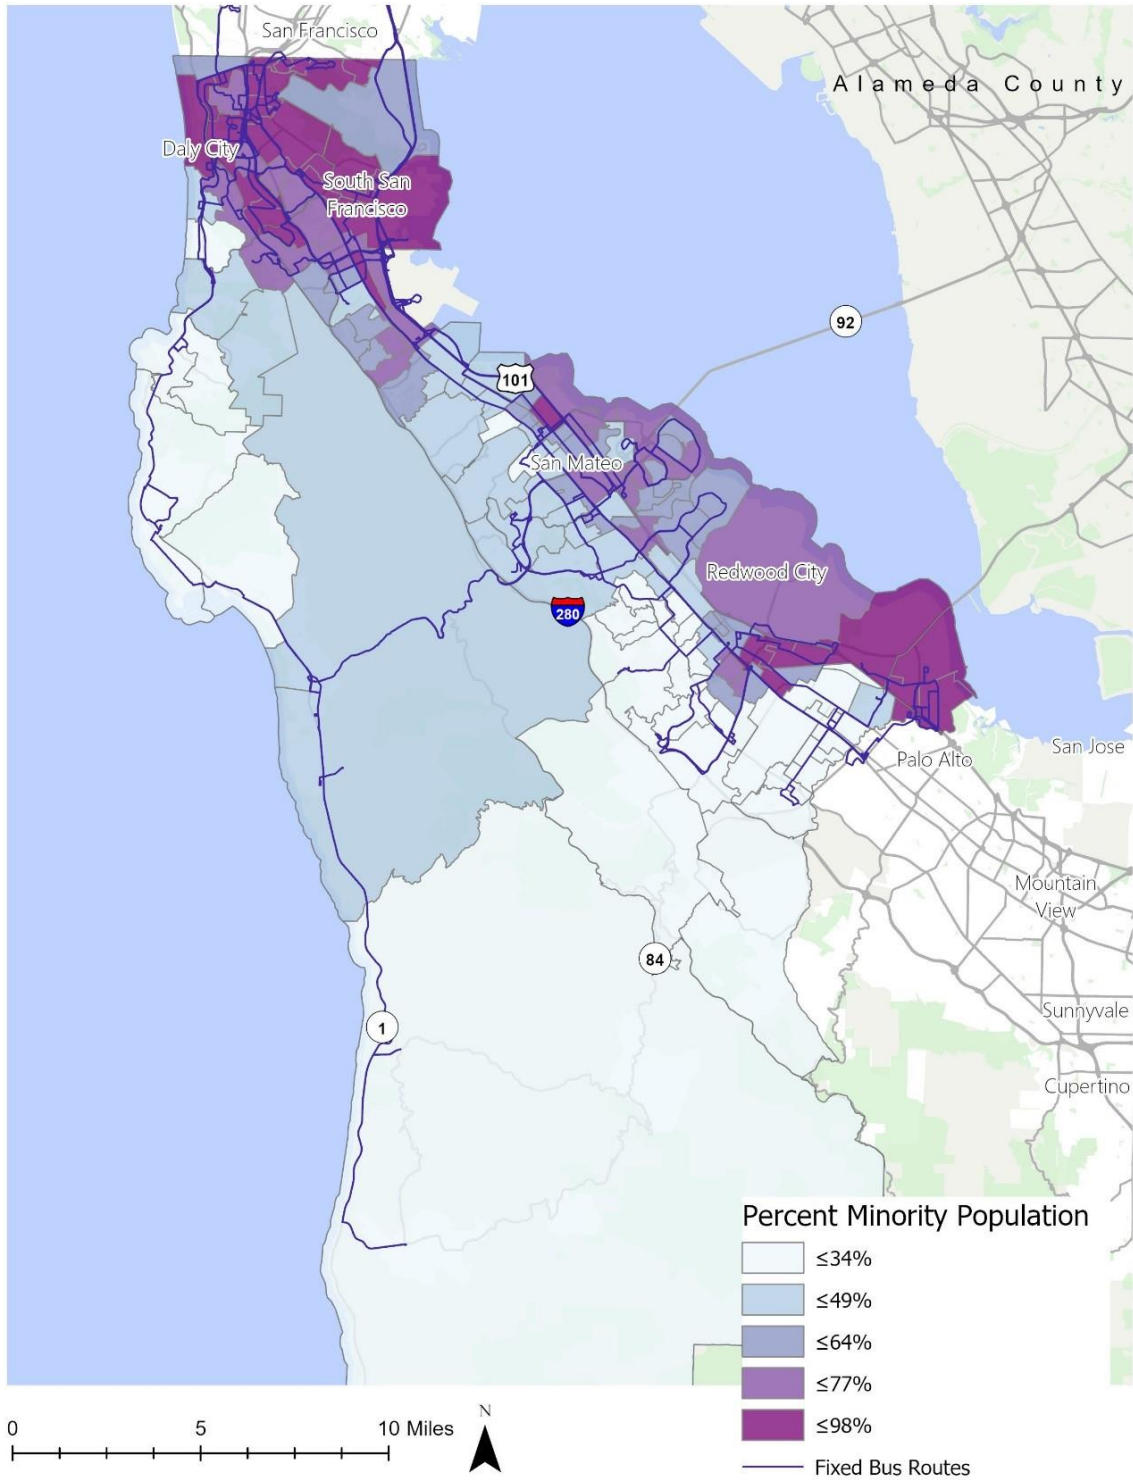 San Francisco
Alameda County
Daly City
South San
Francisco
92
101
San Mateo
Redwood City
280
San Jose
Palo Alto
Mountain
View
84
Sunnyvale
1
Cupertino
Percent Minority Population
≤34%
≤49%
≤64%
≤77%
≤98%
Fixed Bus Routes
0 5 10 Miles
N